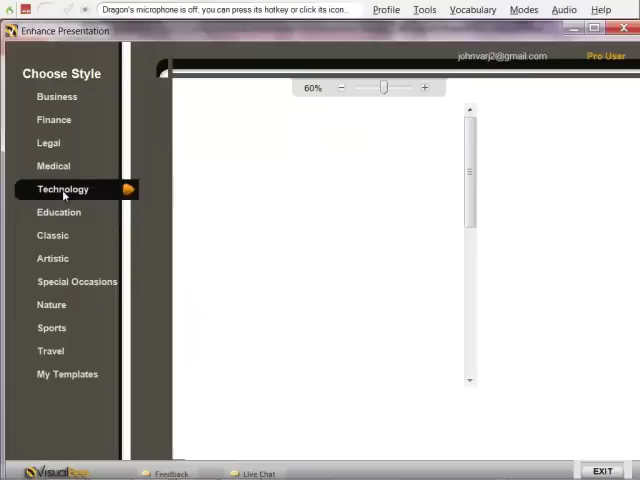 Dragon's microphone is off: you can press its hotkey or click its icon... Profile Tools Vocabulary Modes Audio Help
Enhance Presentation
johnvarj2@gmail.com Pro User
Choose Style
60%
Business
Finance
Legal
Medical
Technology
Education
Classic
Artistic
Special Occasions
Nature
Sports
Travel
My Templates
VisualBee Feedback Live Chat EXIT